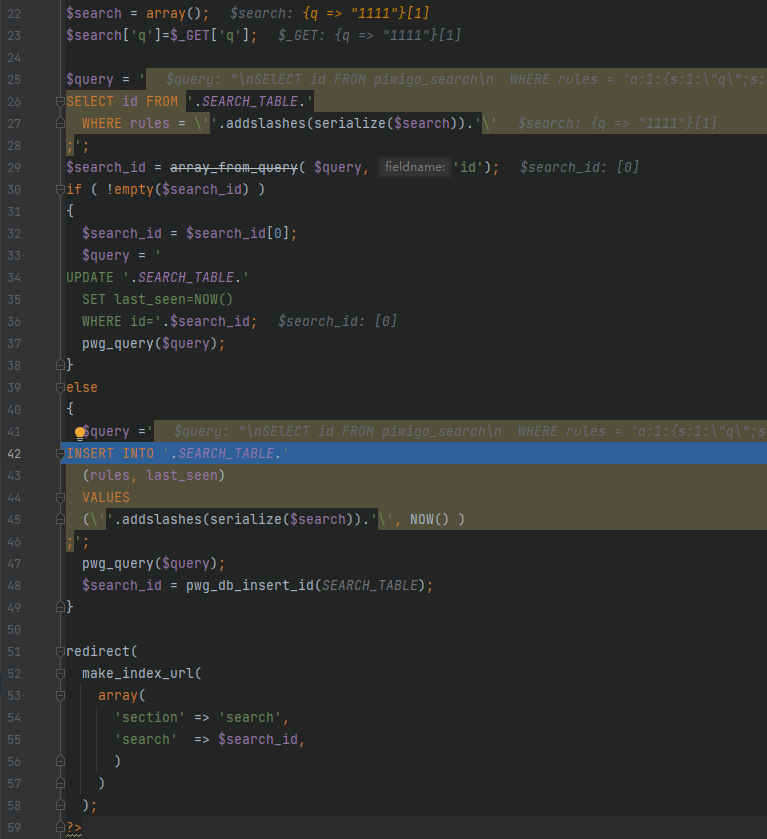 22 $search = array(); $search: {q => "1111"}[1]
23 $search['q']=$_GET['q']; $_GET: {q => "1111"}[1]
24
25 $query = ' $query: "\nSElECT id FROM piwigo_search\n  WHERE rules = 'a:1:{s:1:\"q\";s:
26 SElECT id FROM '.SEARCH_TABLE.'
27 WHERE rules = \''.addslashes(serialize($search)).'\' $search: {q => "1111"}[1]
28 ;';
29 $search_id = array_from_query( $query, fieldname: 'id'); $search_id: [0]
30 if ( !empty($search_id) )
31 {
32 $search_id = $search_id[0];
33 $query = '
34 UPDATE '.SEARCH_TABLE.'
35 SET last_seen=NOW()
36 WHERE id='.$search_id; $search_id: [0]
37 pwg_query($query);
38 }
39 else
40 {
41 $query =' $query: "\nSElECT id FROM piwigo_search\n  WHERE rules = 'a:1:{s:1:\"q\";s:
42 INSERT INTO '.SEARCH_TABLE.'
43 (rules, last_seen)
44 VALUES
45 (\''.addslashes(serialize($search)).'\', NOW() )
46 ;';
47 pwg_query($query);
48 $search_id = pwg_db_insert_id(SEARCH_TABLE);
49 }
50
51 redirect(
52 make_index_url(
53 array(
54 'section' => 'search',
55 'search'  => $search_id,
56 )
57 )
58 );
59 ?>